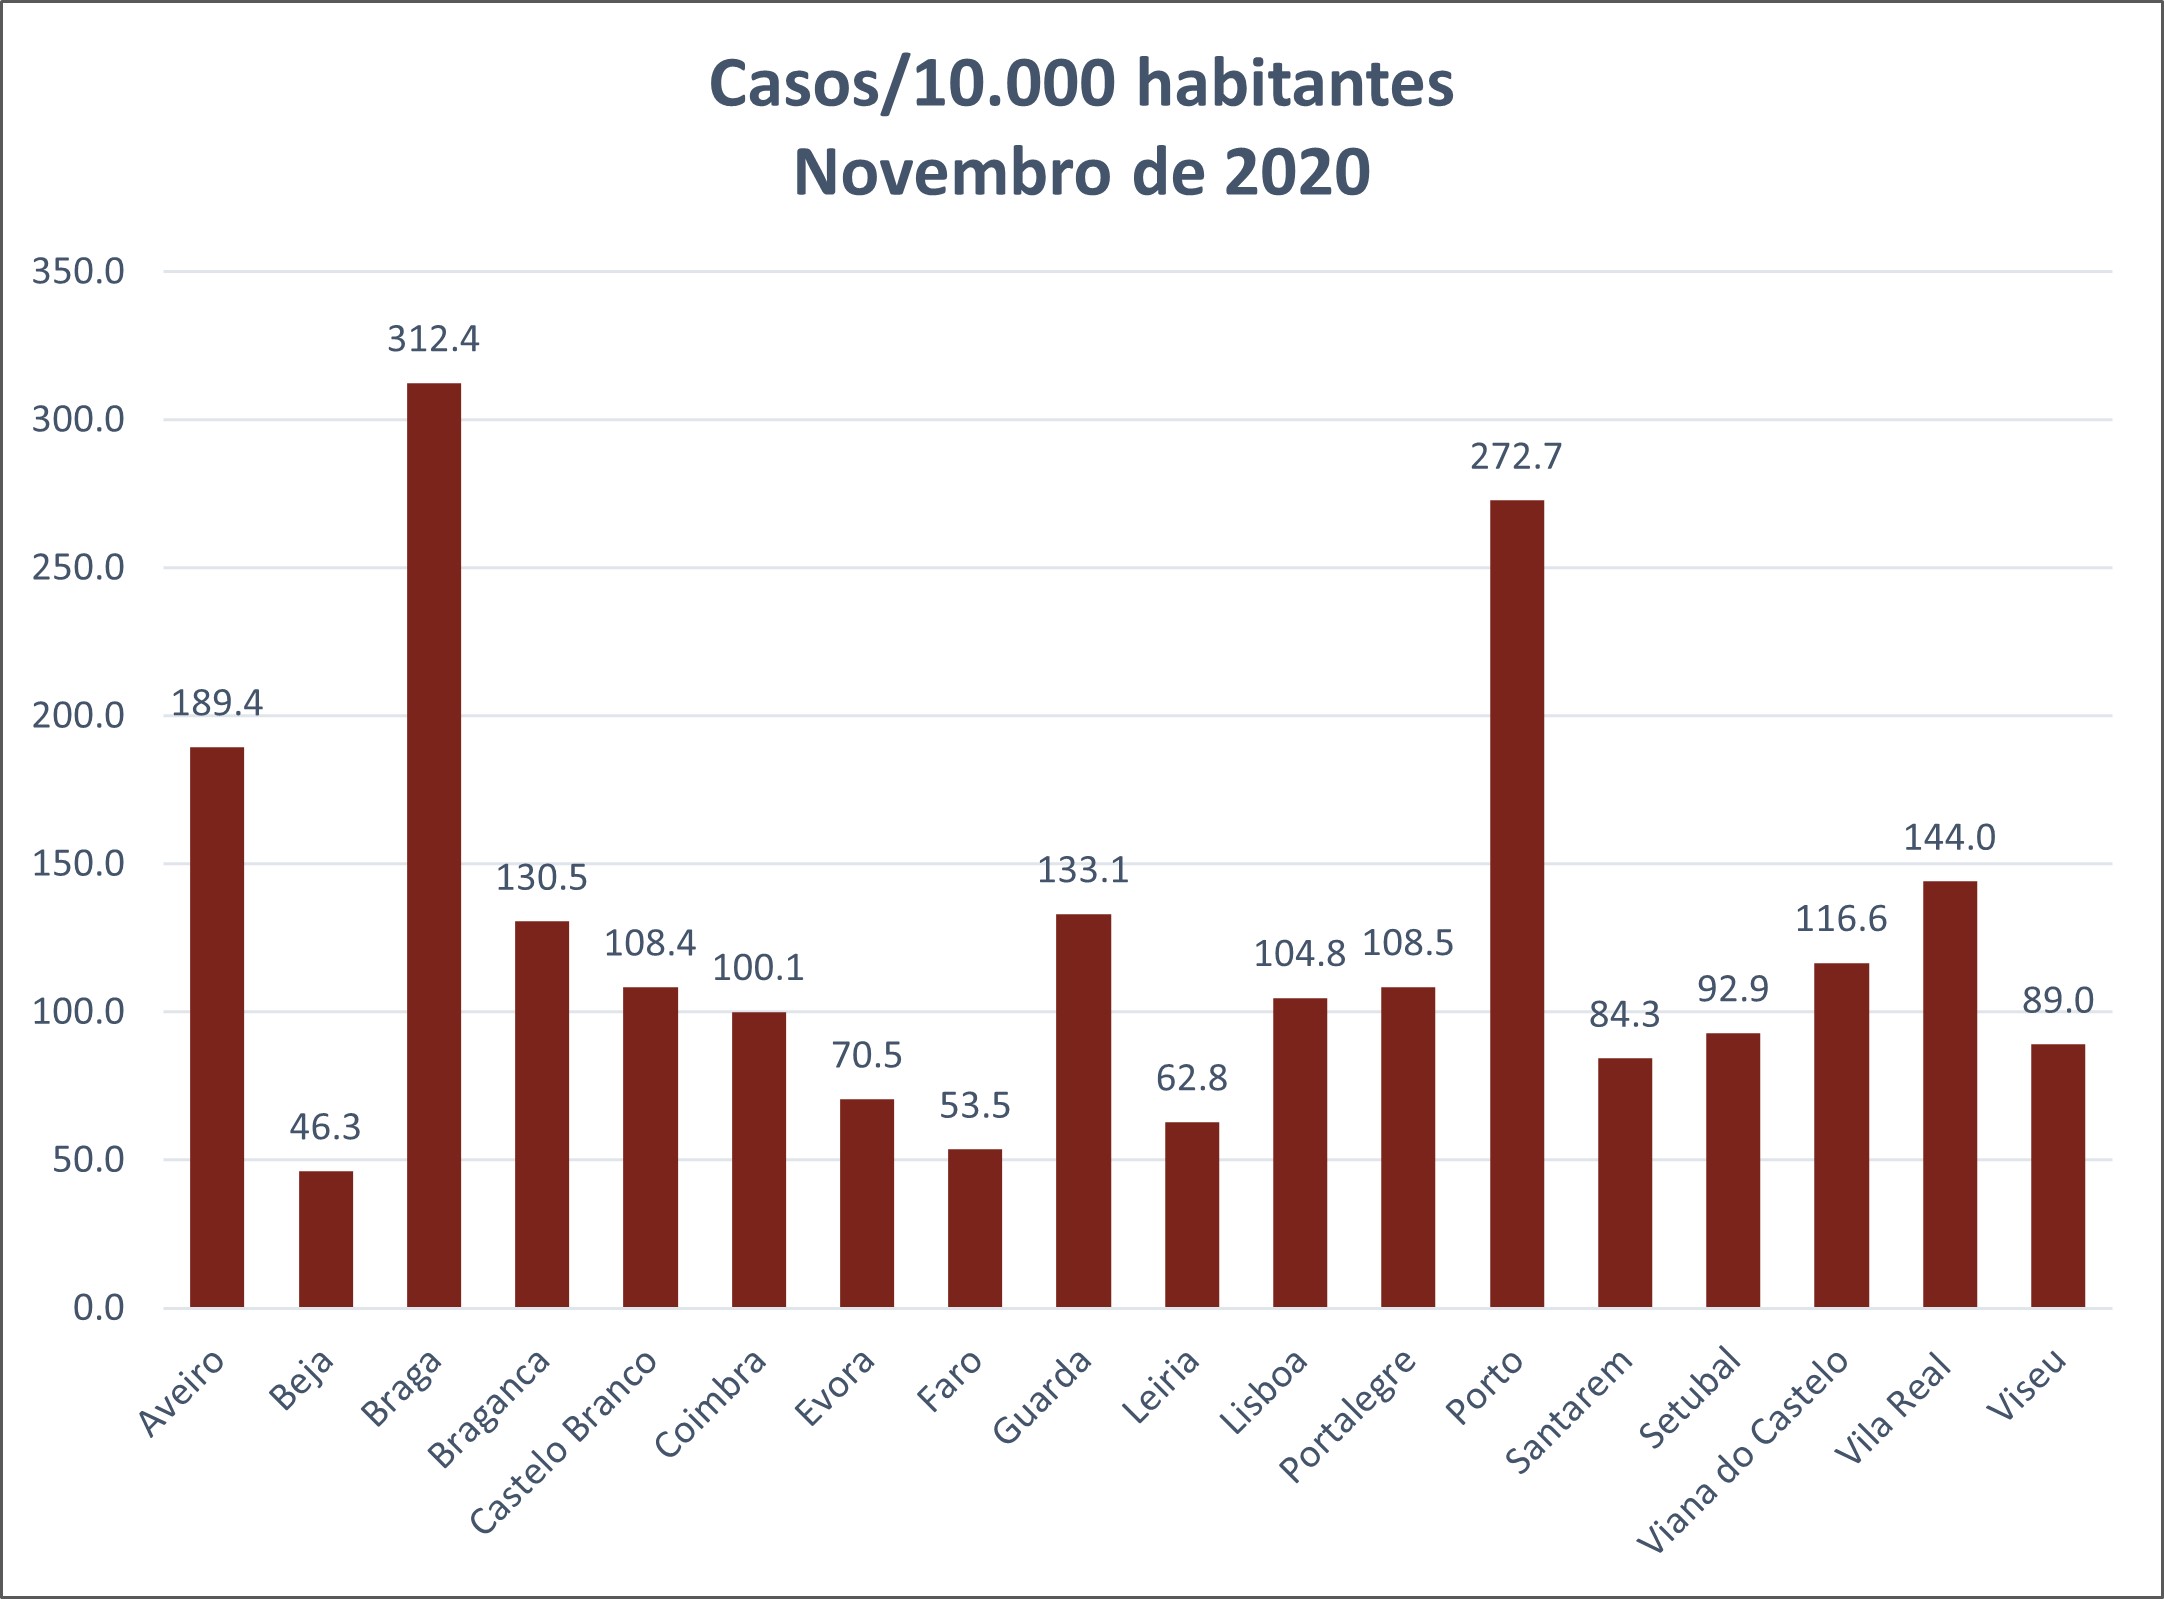 Casos/10.000 habitantes
Novembro de 2020
350.0
300.0
250.0
200.0
150.0
100.0
50.0
0.0
189.4
46.3
312.4
130.5
108.4
100.1
70.5
53.5
133.1
62.8
104.8
108.5
272.7
84.3
92.9
116.6
144.0
89.0
Aveiro
Beja
Braga
Braganca
Castelo Branco
Coimbra
Evora
Faro
Guarda
Leiria
Lisboa
Portalegre
Porto
Santarem
Setubal
Viana do Castelo
Vila Real
Viseu